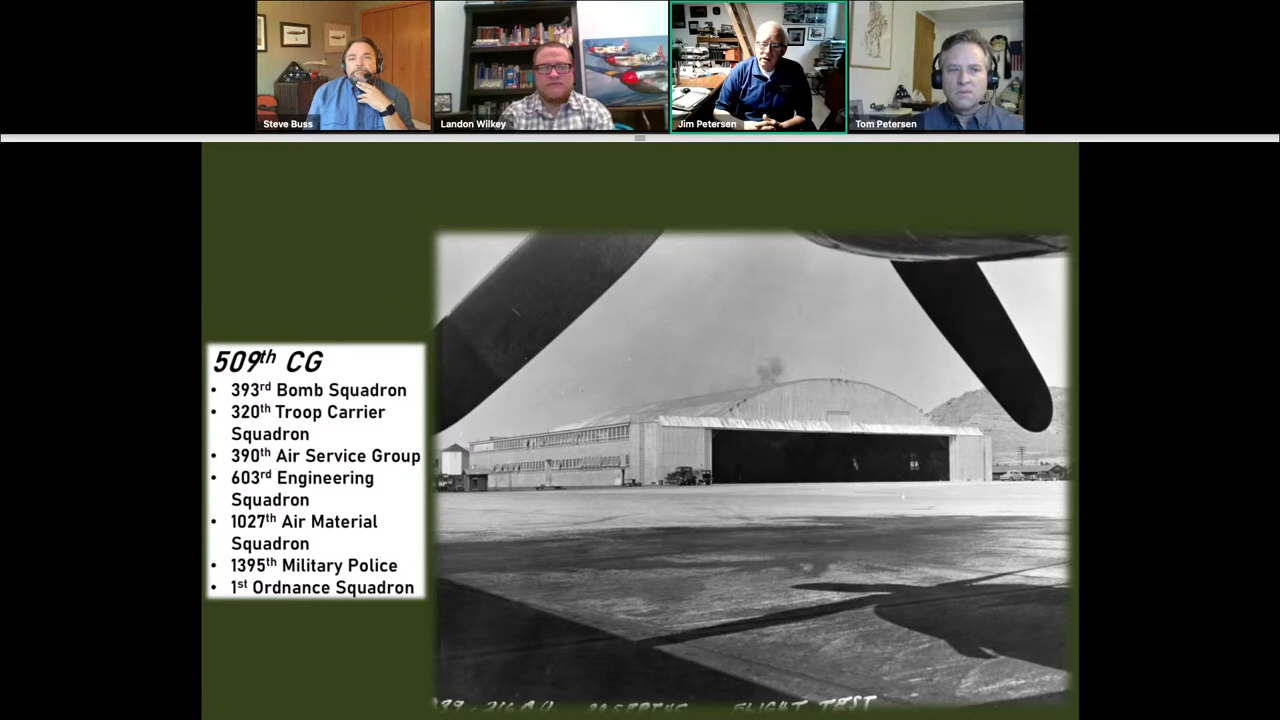 Steve Buss
Landon Wilkey
Jim Petersen
Tom Petersen
509th CG
• 393rd Bomb Squadron
• 320th Troop Carrier
Squadron
• 390th Air Service Group
• 603rd Engineering
Squadron
• 1027th Air Material
Squadron
• 1395th Military Police
• 1st Ordnance Squadron
FLIGHT TEST